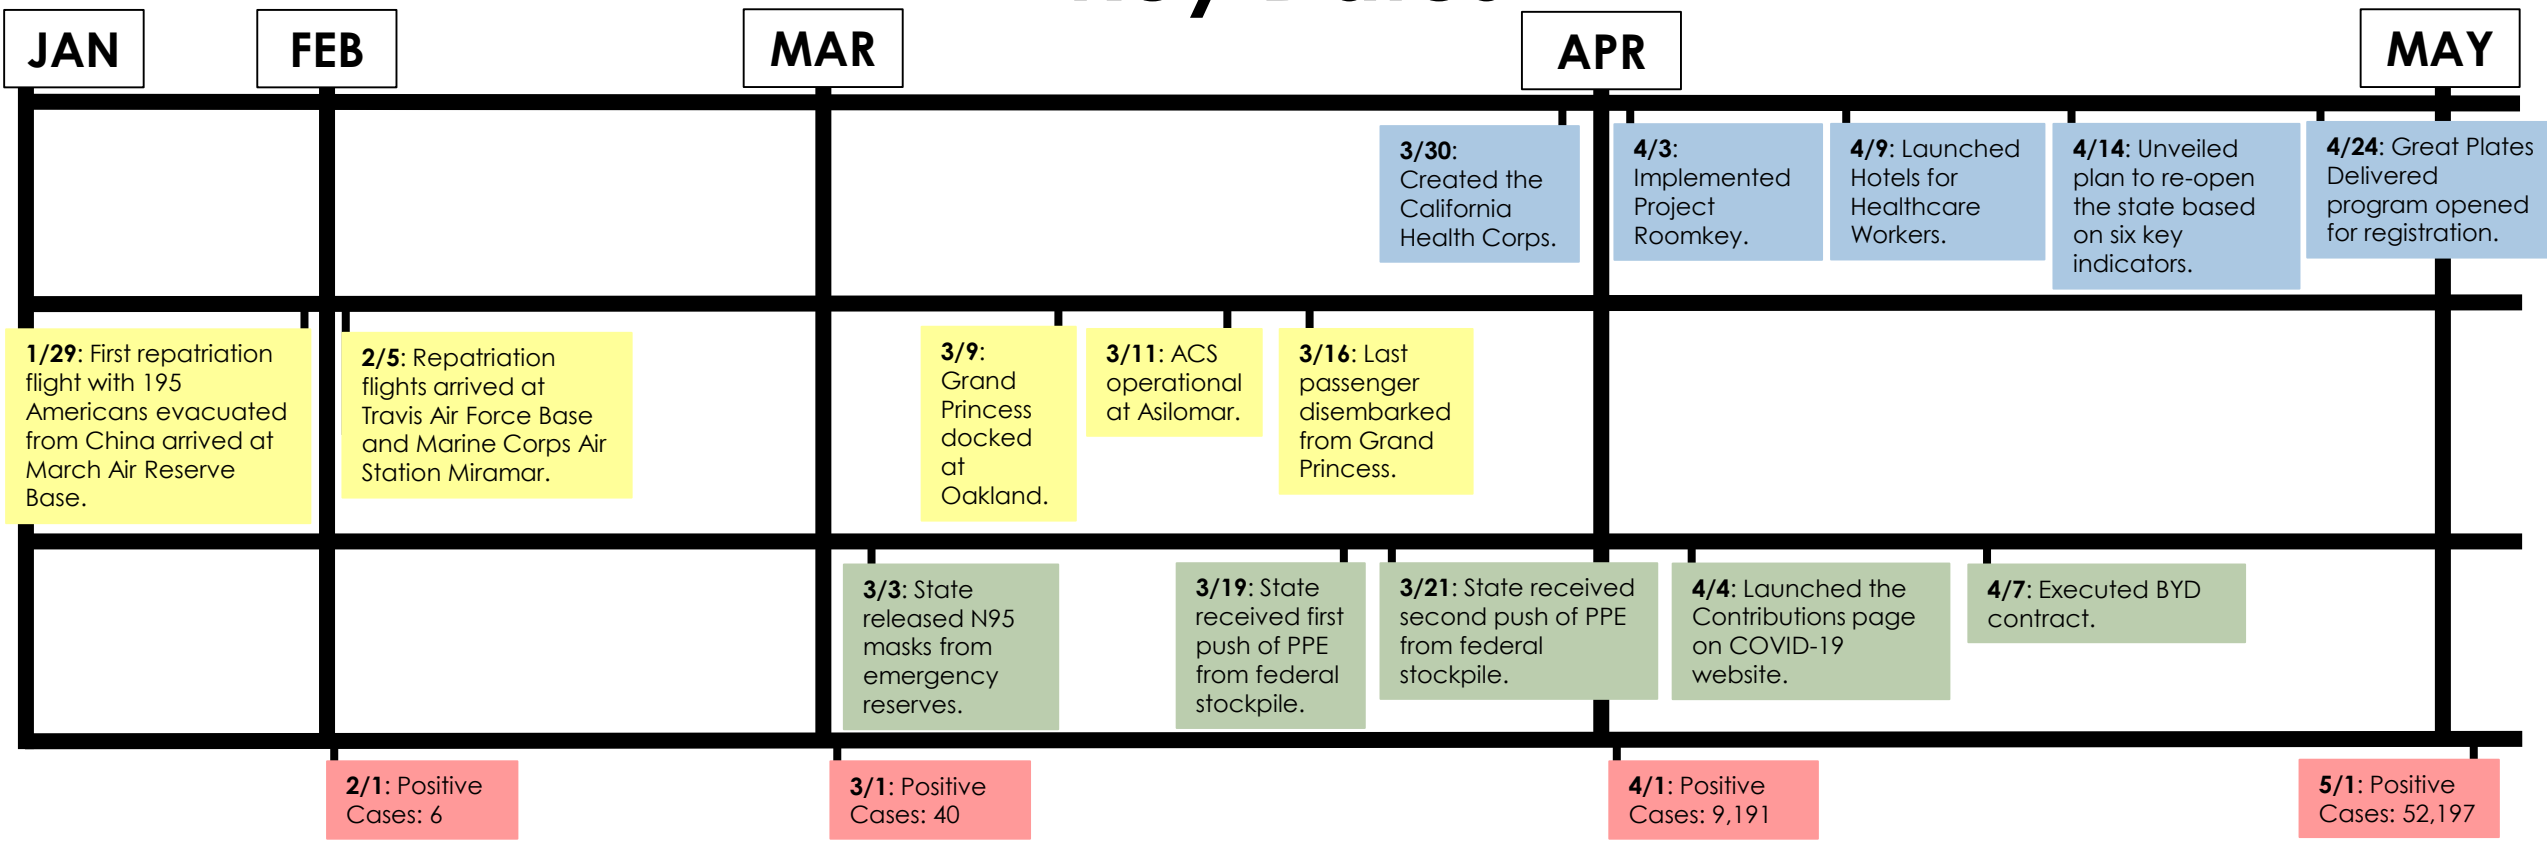 Key Dates
JAN
FEB
MAR
APR
MAY
3/30:
Created the
California
Health Corps.
4/3:
Implemented
Project
Roomkey.
4/9: Launched
Hotels for
Healthcare
Workers.
4/14: Unveiled
plan to re-open
the state based
on six key
indicators.
4/24: Great Plates
Delivered
program opened
for registration.
1/29: First repatriation
flight with 195
Americans evacuated
from China arrived at
March Air Reserve
Base.
2/5: Repatriation
flights arrived at
Travis Air Force Base
and Marine Corps Air
Station Miramar.
3/9:
Grand
Princess
docked
at
Oakland.
3/11: ACS
operational
at Asilomar.
3/16: Last
passenger
disembarked
from Grand
Princess.
3/3: State
released N95
masks from
emergency
reserves.
3/19: State
received first
push of PPE
from federal
stockpile.
3/21: State received
second push of PPE
from federal
stockpile.
4/4: Launched the
Contributions page
on COVID-19
website.
4/7: Executed BYD
contract.
2/1: Positive
Cases: 6
3/1: Positive
Cases: 40
4/1: Positive
Cases: 9,191
5/1: Positive
Cases: 52,197